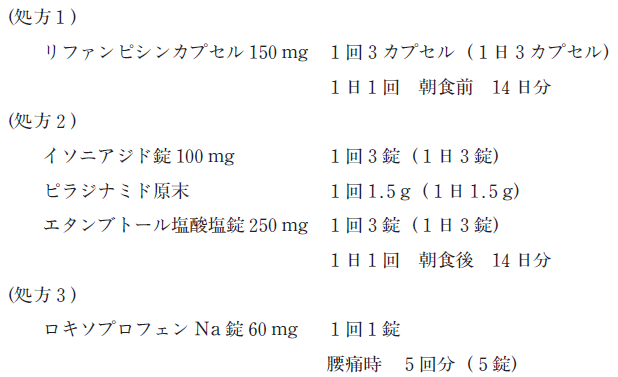 (処方1)
リファンピシンカプセル 150 mg 1回3カプセル(1日3カプセル)
1日1回 朝食前 14日分
(処方2)
イソニアジド錠 100 mg 1回3錠(1日3錠)
ピラジナミド原末 1回1.5 g(1日1.5 g)
エタンブトール塩酸塩錠 250 mg 1回3錠(1日3錠)
1日1回 朝食後 14日分
(処方3)
ロキソプロフェン Na 錠 60 mg 1回1錠
腰痛時 5回分(5錠)